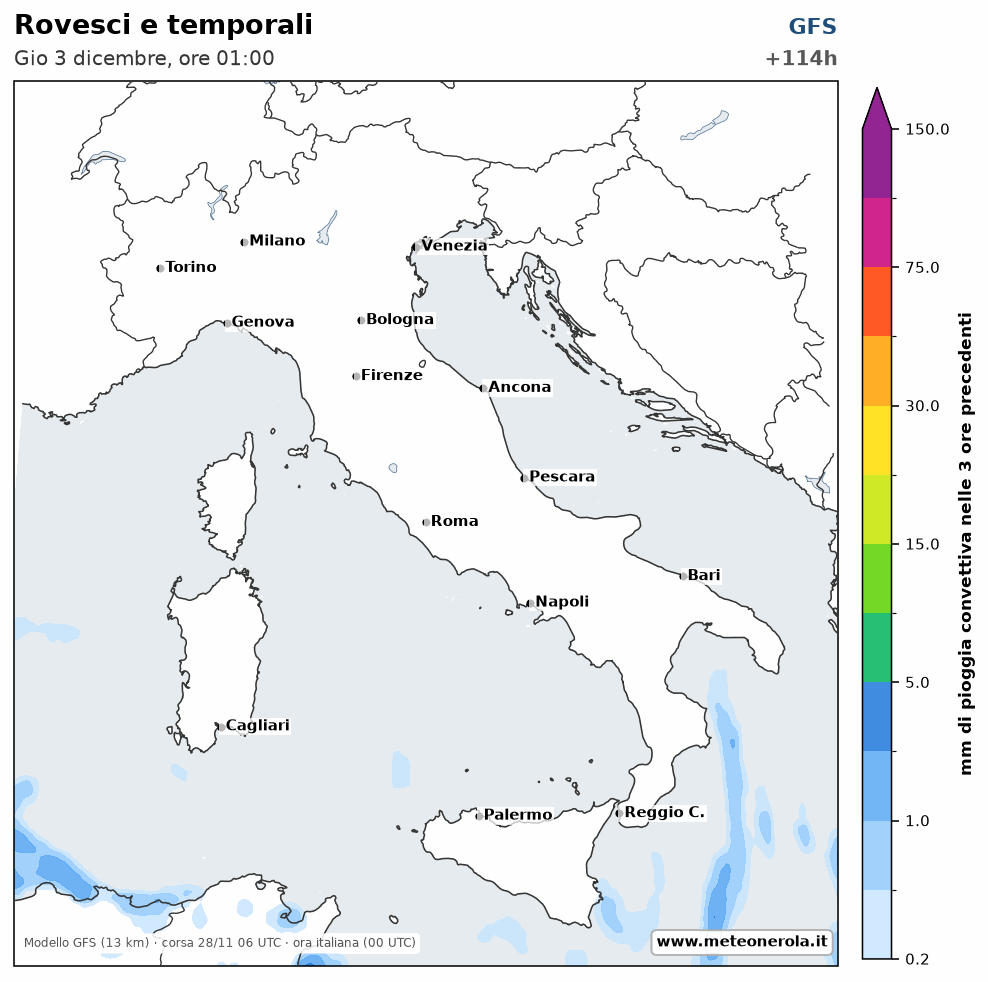 Rovesci e temporali
GFS
Gio 3 dicembre, ore 01:00
+114h
150.0
Milano
Venezia
Torino
75.0
Genova
Bologna
Firenze
Ancona
30.0
Pescara
Roma
15.0
Bari
Napoli
5.0
Cagliari
Palermo
Reggio C.
1.0
mm di pioggia convettiva nelle 3 ore precedenti
Modello GFS (13 km) · corsa 28/11 06 UTC · ora italiana (00 UTC)
www.meteonerola.it
0.2